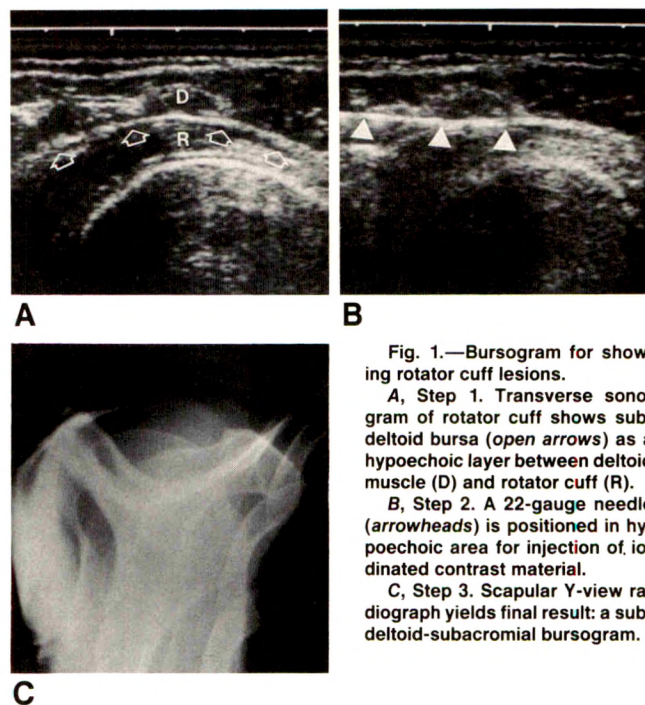 D
R
A
B
C
Fig. 1.—Bursogram for show-
ing rotator cuff lesions.
A, Step 1. Transverse sono-
gram of rotator cuff shows sub-
deltoid bursa (open arrows) as a
hypoechoic layer between deltoid
muscle (D) and rotator cuff (R).
B, Step 2. A 22-gauge needle
(arrowheads) is positioned in hy-
poechoic area for injection of. io-
dinated contrast material.
C, Step 3. Scapular Y-view ra-
diograph yields final result: a sub-
deltoid-subacromial bursogram.